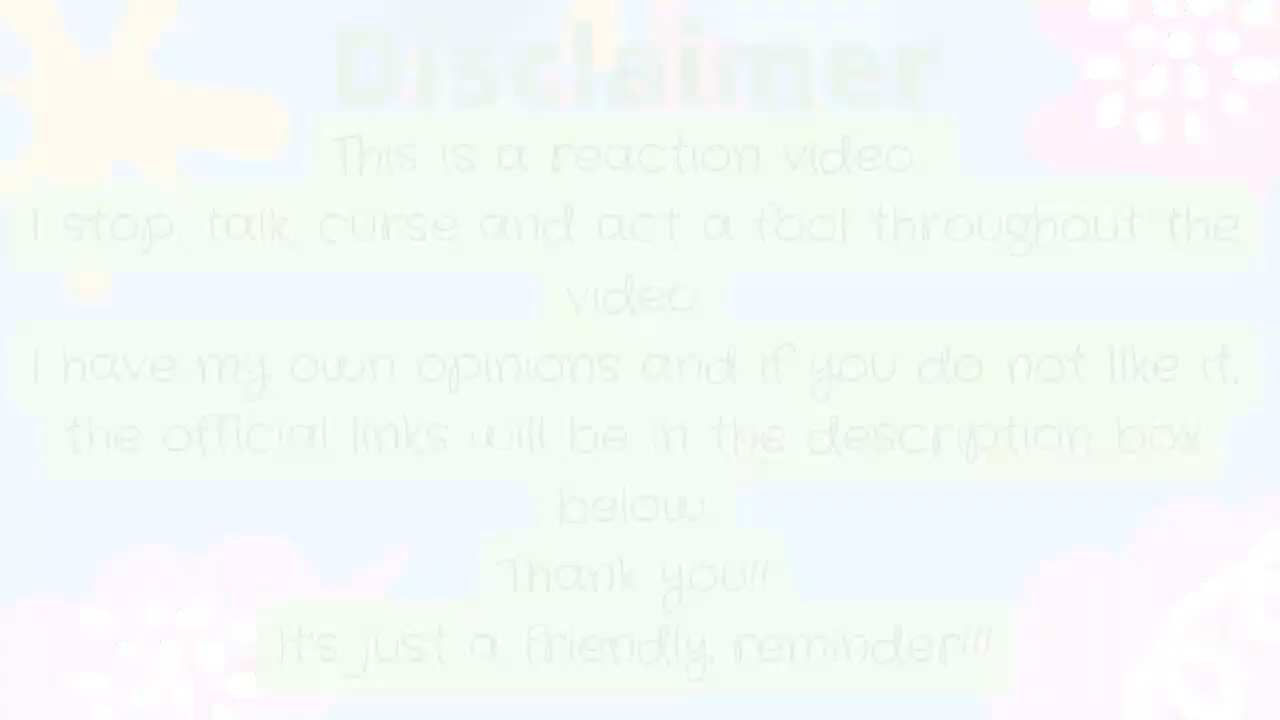 Disclaimer
This is a reaction video.
I stop, talk, curse and act a fool throughout the
video.
I have my own opinions and if you do not like it,
the official links will be in the description box
below.
Thank you!!
It's just a friendly, reminder!!!